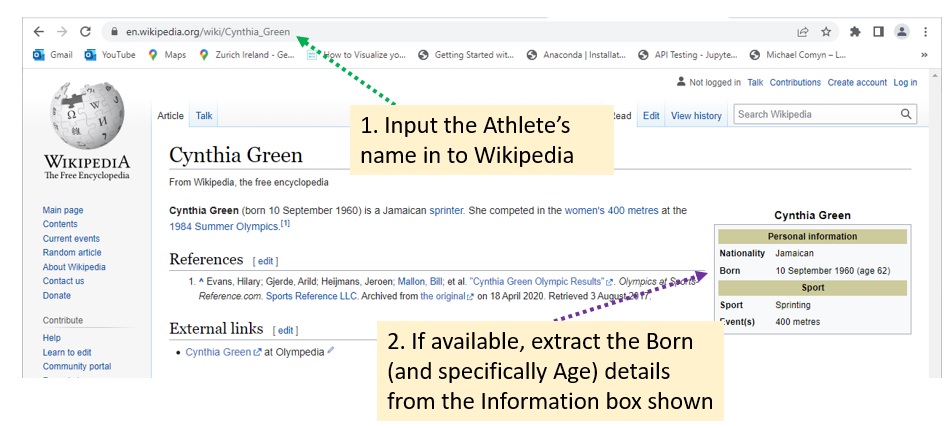 en.wikipedia.org/wiki/Cynthia_Green
Gmail YouTube Maps Zurich Ireland - Ge... How to Visualize yo... Getting Started wit... Anaconda | Installat... API Testing - Jupyte... Michael Comyn – L... »
Not logged in Talk Contributions Create account Log in
Article Talk Read Edit View history Search Wikipedia
1. Input the Athlete's
name in to Wikipedia
WIKIPEDIA
The Free Encyclopedia
Main page
Contents
Current events
Random article
About Wikipedia
Contact us
Donate
Contribute
Help
Learn to edit
Community portal
Cynthia Green
From Wikipedia, the free encyclopedia
Cynthia Green (born 10 September 1960) is a Jamaican sprinter. She competed in the women's 400 metres at the
1984 Summer Olympics.[1]
References [ edit ]
1. ^ Evans, Hilary; Gjerde, Arild; Heijmans, Jeroen; Mallon, Bill; et al. "Cynthia Green Olympic Results". Olympics at Sports-
Reference.com. Sports Reference LLC. Archived from the original on 18 April 2020. Retrieved 3 August 2017.
External links [ edit ]
• Cynthia Green at Olympedia
Cynthia Green
Personal information
Nationality Jamaican
Born 10 September 1960 (age 62)
Sport
Sport Sprinting
Event(s) 400 metres
2. If available, extract the Born
(and specifically Age) details
from the Information box shown